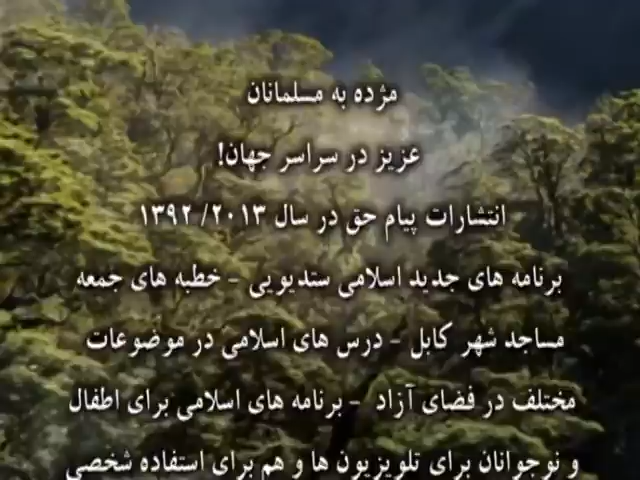 مژده به مسلمانان
عزیز در سراسر جهان!
انتشارات پیام حق در سال ۲۰۱۳/ ۱۳۹۲
برنامه های جدید اسلامی ستدیویی - خطبه های جمعه
مساجد شهر کابل - درس های اسلامی در موضوعات
مختلف در فضای آزاد - برنامه های اسلامی برای اطفال
و نوجوانان برای تلویزیون ها و هم برای استفاده شخصی